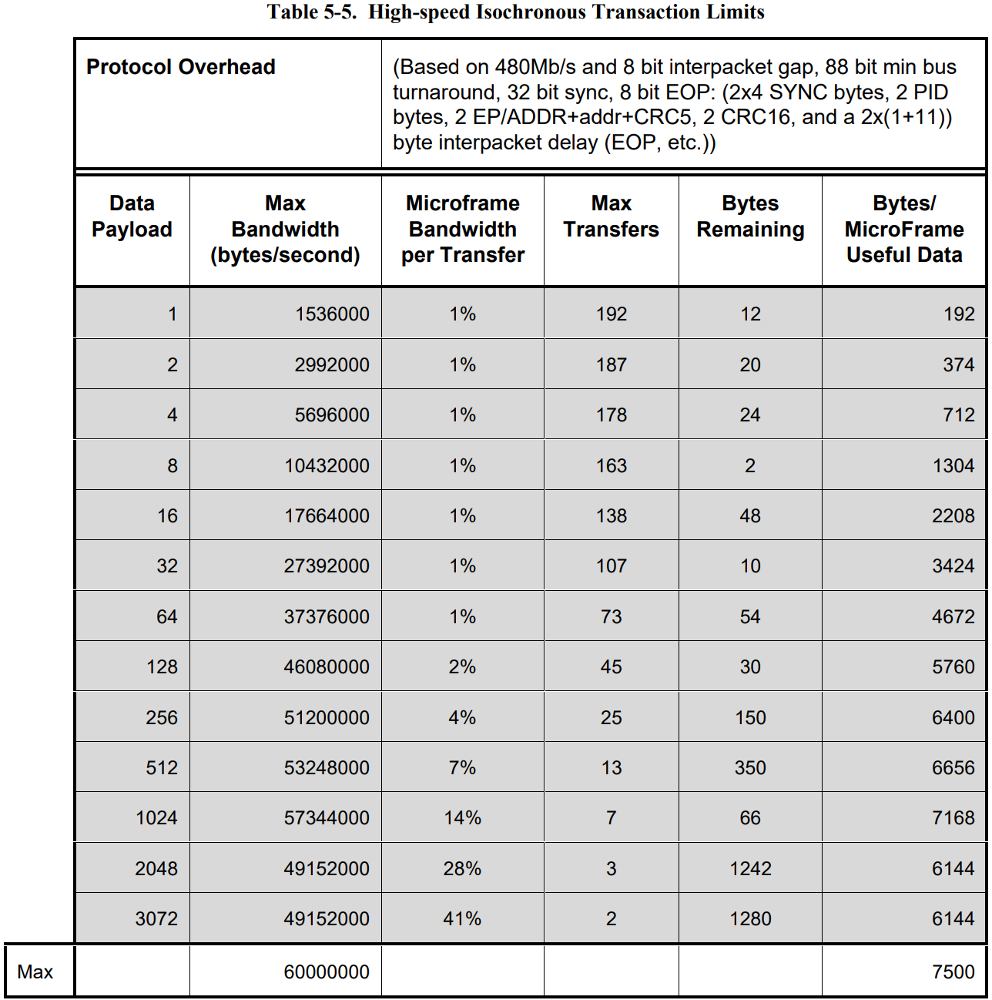 Table 5-5. High-speed Isochronous Transaction Limits
Protocol Overhead
(Based on 480Mb/s and 8 bit interpacket gap, 88 bit min bus
turnaround, 32 bit sync, 8 bit EOP: (2x4 SYNC bytes, 2 PID
bytes, 2 EP/ADDR+addr+CRC5, 2 CRC16, and a 2x(1+11))
byte interpacket delay (EOP, etc.))
Data Payload | Max Bandwidth (bytes/second) | Microframe Bandwidth per Transfer | Max Transfers | Bytes Remaining | Bytes/ MicroFrame Useful Data
1 1536000 1% 192 12 192
2 2992000 1% 187 20 374
4 5696000 1% 178 24 712
8 10432000 1% 163 2 1304
16 17664000 1% 138 48 2208
32 27392000 1% 107 10 3424
64 37376000 1% 73 54 4672
128 46080000 2% 45 30 5760
256 51200000 4% 25 150 6400
512 53248000 7% 13 350 6656
1024 57344000 14% 7 66 7168
2048 49152000 28% 3 1242 6144
3072 49152000 41% 2 1280 6144
Max 60000000 7500